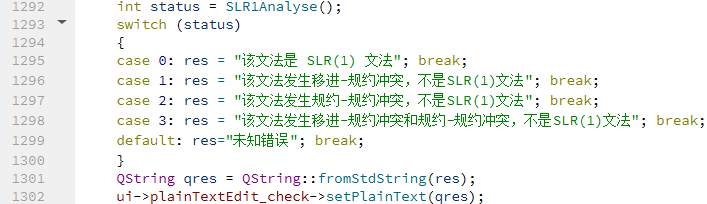 1292 int status = SLR1Analyse();
1293 switch (status)
1294 {
1295 case 0: res = "该文法是 SLR(1) 文法"; break;
1296 case 1: res = "该文法发生移进-规约冲突，不是SLR(1)文法"; break;
1297 case 2: res = "该文法发生规约-规约冲突，不是SLR(1)文法"; break;
1298 case 3: res = "该文法发生移进-规约冲突和规约-规约冲突，不是SLR(1)文法"; break;
1299 default: res="未知错误"; break;
1300 }
1301 QString qres = QString::fromStdString(res);
1302 ui->plainTextEdit_check->setPlainText(qres);